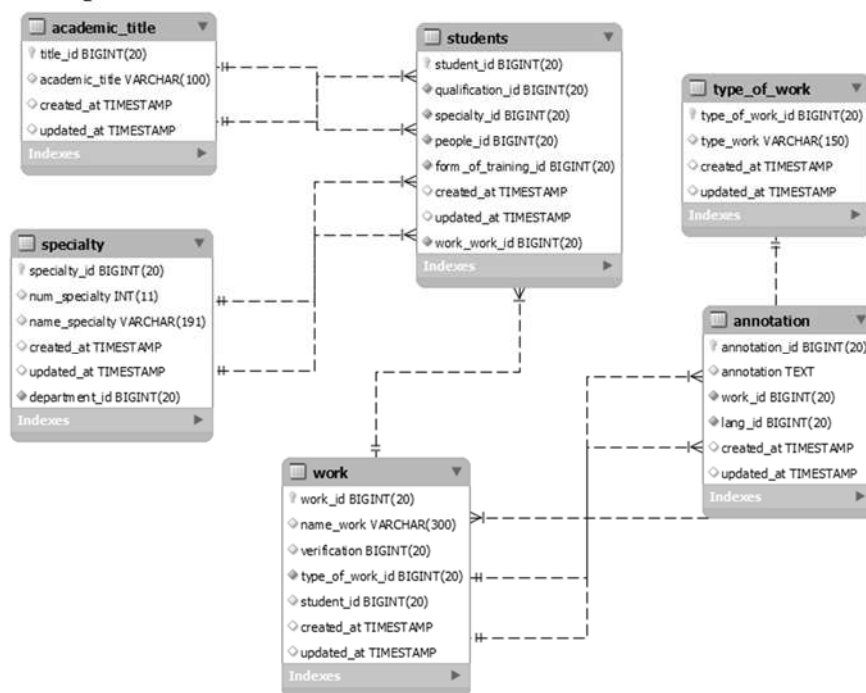 academic_title
title_id BIGINT(20)
academic_title VARCHAR(100)
created_at TIMESTAMP
updated_at TIMESTAMP
Indexes
students
student_id BIGINT(20)
qualification_id BIGINT(20)
specialty_id BIGINT(20)
people_id BIGINT(20)
form_of_training_id BIGINT(20)
created_at TIMESTAMP
updated_at TIMESTAMP
work_work_id BIGINT(20)
Indexes
type_of_work
type_of_work_id BIGINT(20)
type_work VARCHAR(150)
created_at TIMESTAMP
updated_at TIMESTAMP
Indexes
specialty
specialty_id BIGINT(20)
num_specialty INT(11)
name_specialty VARCHAR(191)
created_at TIMESTAMP
updated_at TIMESTAMP
department_id BIGINT(20)
Indexes
annotation
annotation_id BIGINT(20)
annotation TEXT
work_id BIGINT(20)
lang_id BIGINT(20)
created_at TIMESTAMP
updated_at TIMESTAMP
Indexes
work
work_id BIGINT(20)
name_work VARCHAR(300)
verification BIGINT(20)
type_of_work_id BIGINT(20)
student_id BIGINT(20)
created_at TIMESTAMP
updated_at TIMESTAMP
Indexes